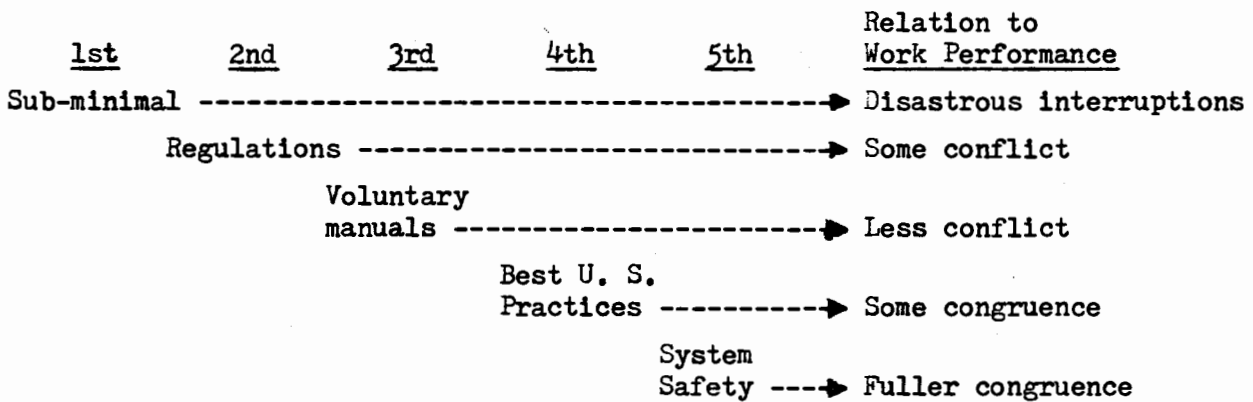 Relation to
1st 2nd 3rd 4th 5th Work Performance
Sub-minimal Disastrous interruptions
Regulations Some conflict
Voluntary
manuals Less conflict
Best U. S.
Practices Some congruence
System
Safety Fuller congruence